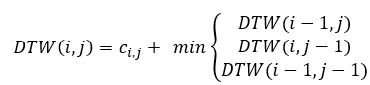 DTW(i − 1, j)
DTW(i, j) = c_{i,j} + min { DTW(i, j − 1)
DTW(i − 1, j − 1)